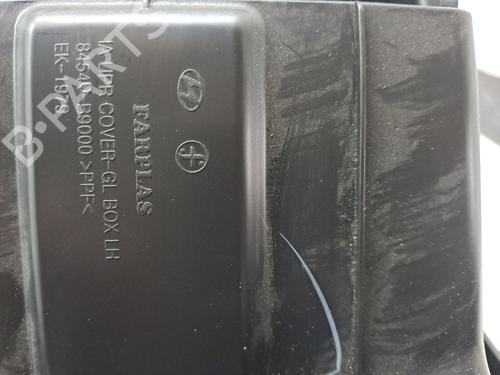 FARPLAS
IA UPR COVER-GL BOX LH
84540-B9000 >PPF<
EK-1978
B-PARTS